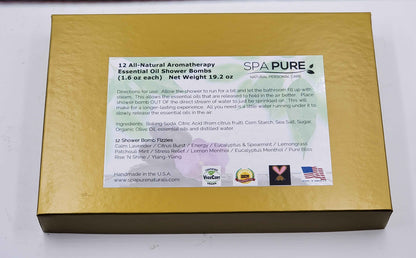 12 All-Natural Aromatherapy
Essential Oil Shower Bombs
(1.6 oz each) Net Weight 19.2 oz
SPA PURE
NATURAL PERSONAL CARE
Directions for use: Allow the shower to run for a bit and let the bathroom fill up with
steam. This allows the essential oils that are released to hold in the air better. Place
shower bomb OUT OF the direct stream of water to just be sprinkled on. This will
make for a longer-lasting experience. All you need is a little water running under it to
slowly release the essential oils in the air.
Ingredients: Baking Soda, Citric Acid (from citrus fruit), Corn Starch, Sea Salt, Sugar,
Organic Olive Oil, essential oils and distilled water.
12 Shower Bomb Fizzies
Calm Lavender / Citrus Burst / Energy / Eucalyptus & Spearmint / Lemongrass
Patchouli Mint / Stress Relief / Lemon Menthol / Eucalyptus Menthol / Pure Bliss
Rise 'N Shine / Ylang-Ylang
Handmade in the U.S.A.
www.spapurenaturals.com
VEGECERT
VEGAN